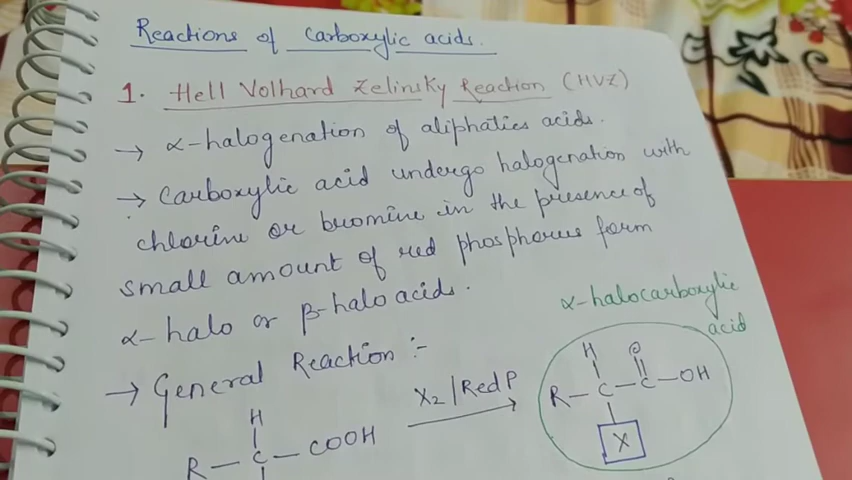 Reactions of carboxylic acids.
1. Hell Volhard Zelinsky Reaction (HVZ)
→ α-halogenation of aliphatics acids.
→ Carboxylic acid undergo halogenation with
chlorine or bromine in the presence of
small amount of red phosphorus form
α-halo or β-halo acids.
→ General Reaction :-
α-halocarboxylic
acid
H
R — C — COOH
X2/Red P
H O
R — C — C — OH
X